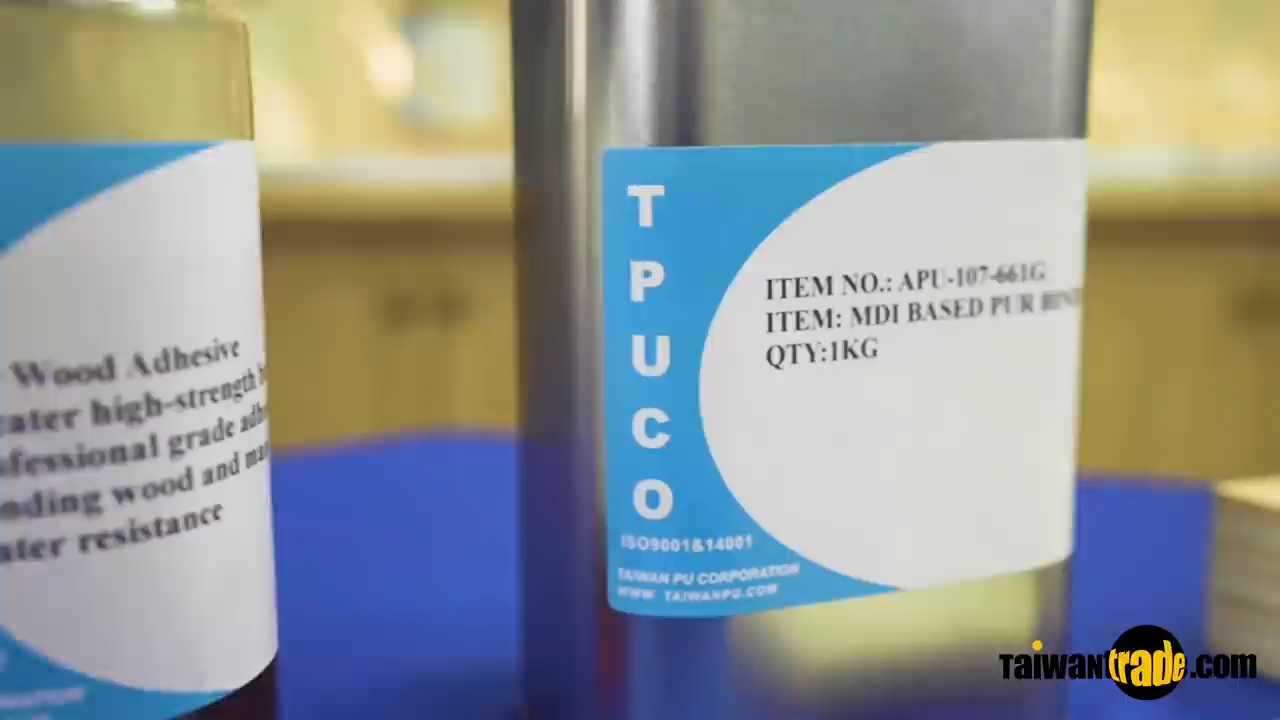 Wood Adhesive
high-strength
grade
wood and
resistance
TPUCO
ITEM NO.: APU-107-661G
ITEM: MDI BASED PUR
QTY:1KG
ISO9001&14001
TAIWAN PU CORPORATION
WWW. TAIWANPU.COM
Taiwantrade.com